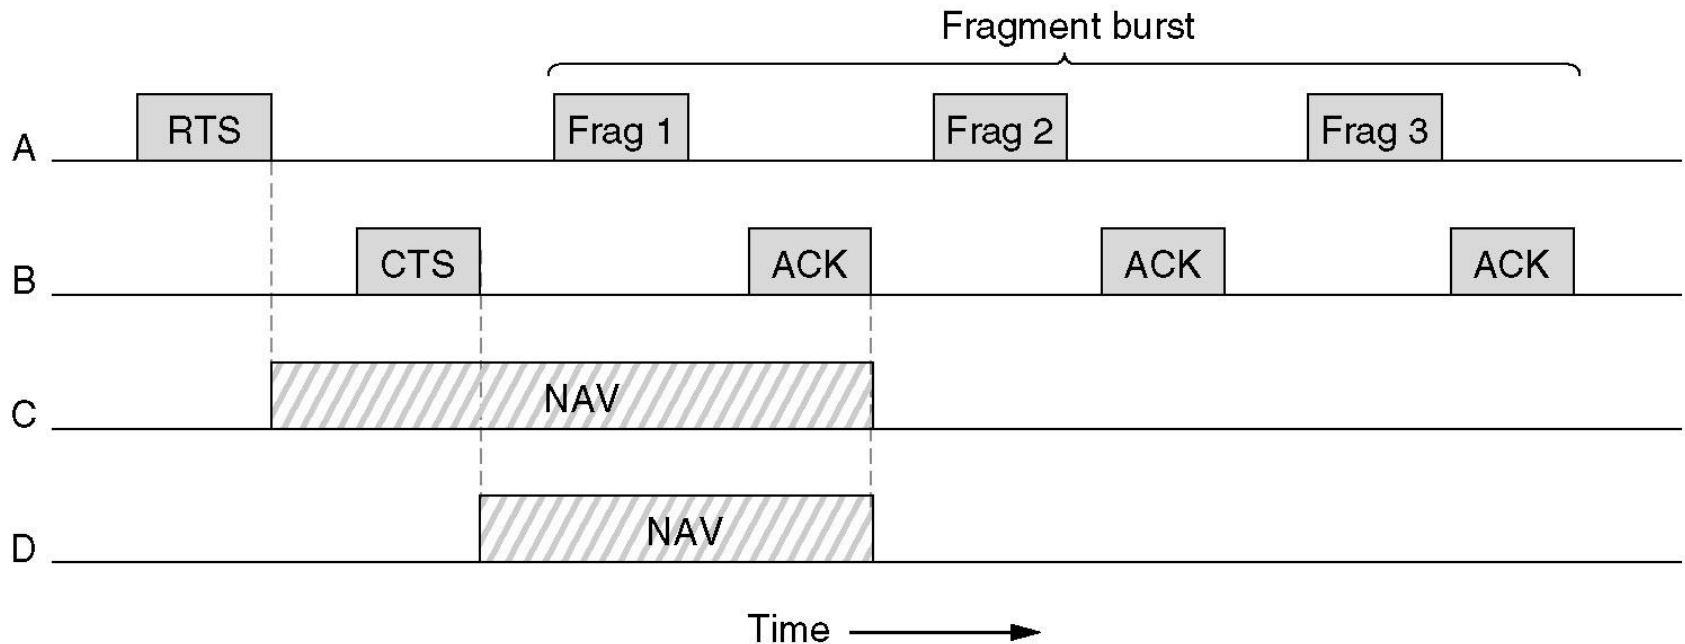 Fragment burst
A RTS Frag 1 Frag 2 Frag 3
B CTS ACK ACK ACK
C NAV
D NAV
Time